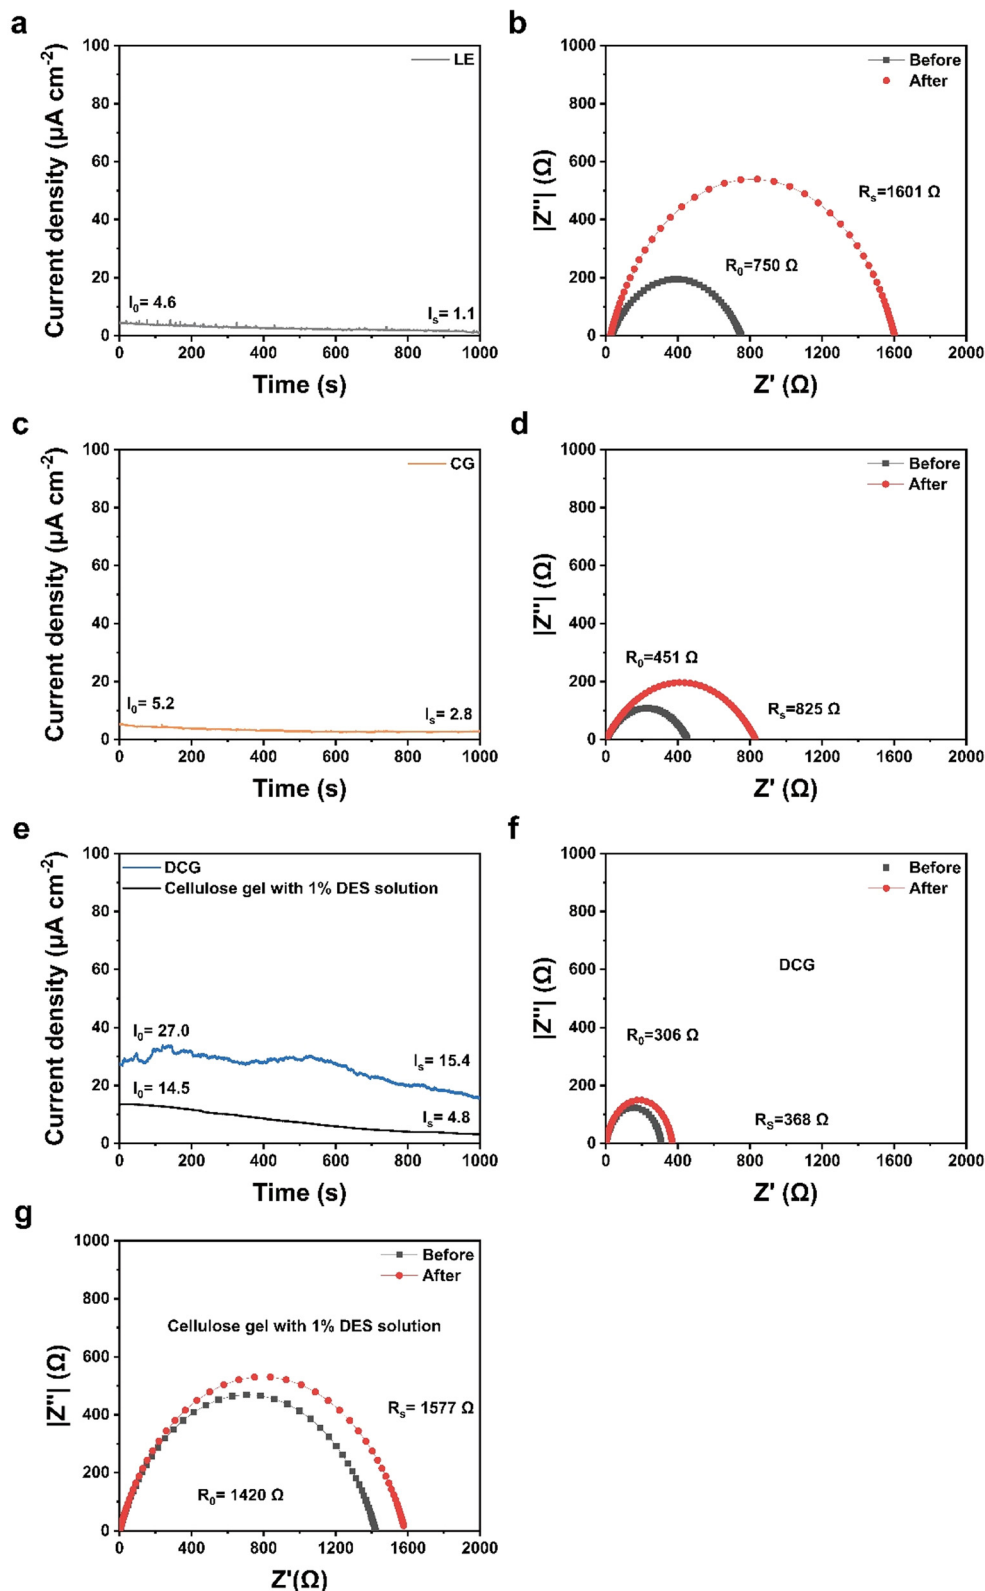 a
100
80
60
40
20
0
Current density (µA cm⁻²)
LE
I₀= 4.6
Iₛ= 1.1
0 200 400 600 800 1000
Time (s)
b
1000
800
600
400
200
0
|Z''| (Ω)
Before
After
Rₛ=1601 Ω
R₀=750 Ω
0 400 800 1200 1600 2000
Z' (Ω)
c
100
80
60
40
20
0
Current density (µA cm⁻²)
CG
I₀= 5.2
Iₛ= 2.8
0 200 400 600 800 1000
Time (s)
d
1000
800
600
400
200
0
|Z''| (Ω)
Before
After
R₀=451 Ω
Rₛ=825 Ω
0 400 800 1200 1600 2000
Z' (Ω)
e
100
80
60
40
20
0
Current density (µA cm⁻²)
DCG
Cellulose gel with 1% DES solution
I₀= 27.0
Iₛ= 15.4
I₀= 14.5
Iₛ= 4.8
0 200 400 600 800 1000
Time (s)
f
1000
800
600
400
200
0
|Z''| (Ω)
Before
After
DCG
R₀=306 Ω
R_S=368 Ω
0 400 800 1200 1600 2000
Z' (Ω)
g
1000
800
600
400
200
0
|Z''| (Ω)
Before
After
Cellulose gel with 1% DES solution
Rₛ= 1577 Ω
R₀= 1420 Ω
0 400 800 1200 1600 2000
Z'(Ω)